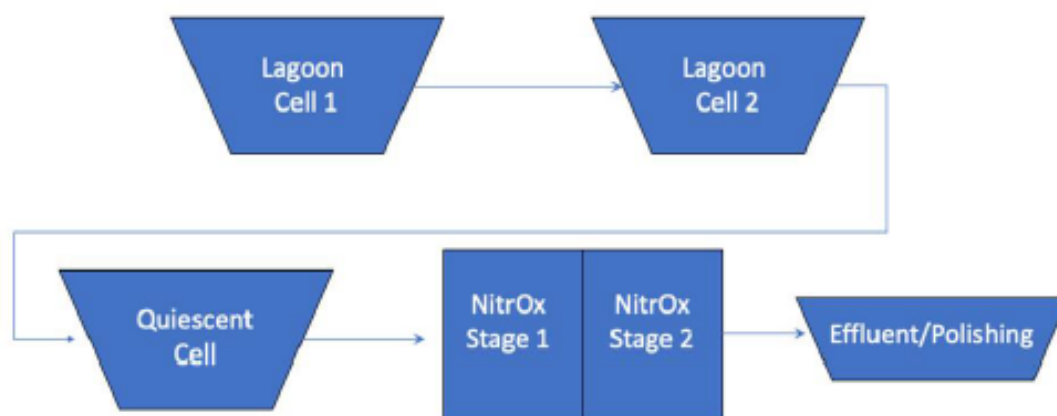 Lagoon
Cell 1
Lagoon
Cell 2
Quiescent
Cell
NitrOx
Stage 1
NitrOx
Stage 2
Effluent/Polishing